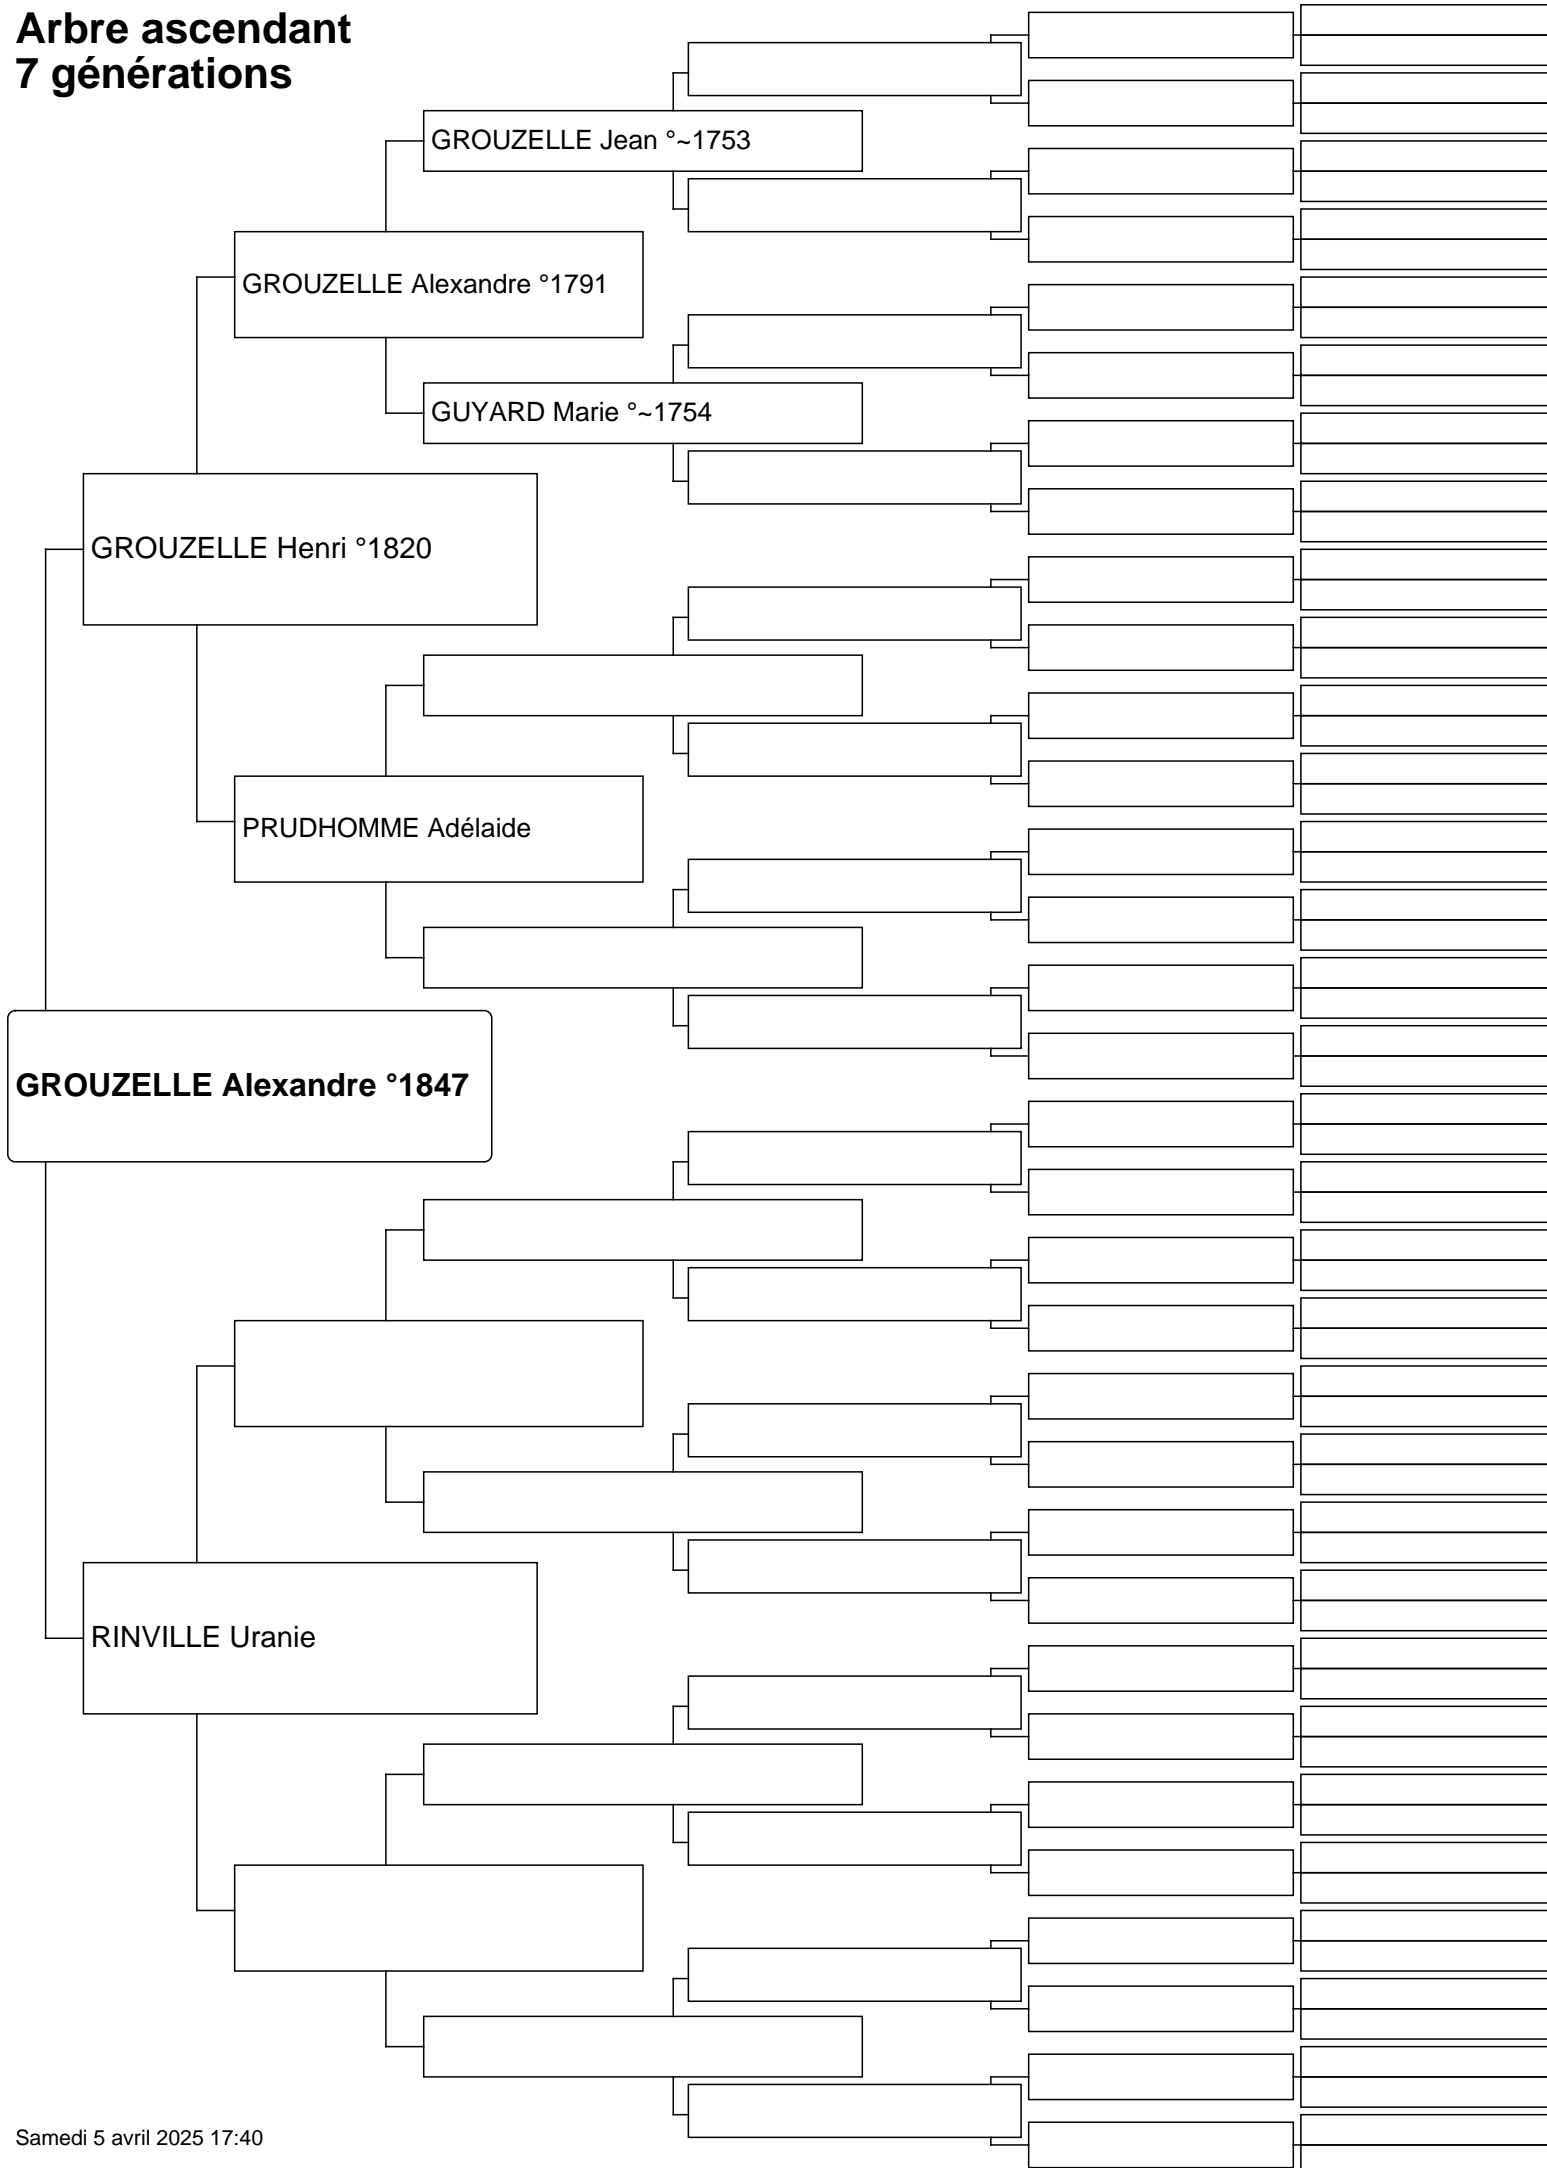 Arbre ascendant
7 générations
GROUZELLE Jean °~1753
GROUZELLE Alexandre °1791
GUYARD Marie °~1754
GROUZELLE Henri °1820
PRUDHOMME Adélaide
GROUZELLE Alexandre °1847
RINVILLE Uranie
Samedi 5 avril 2025 17:40